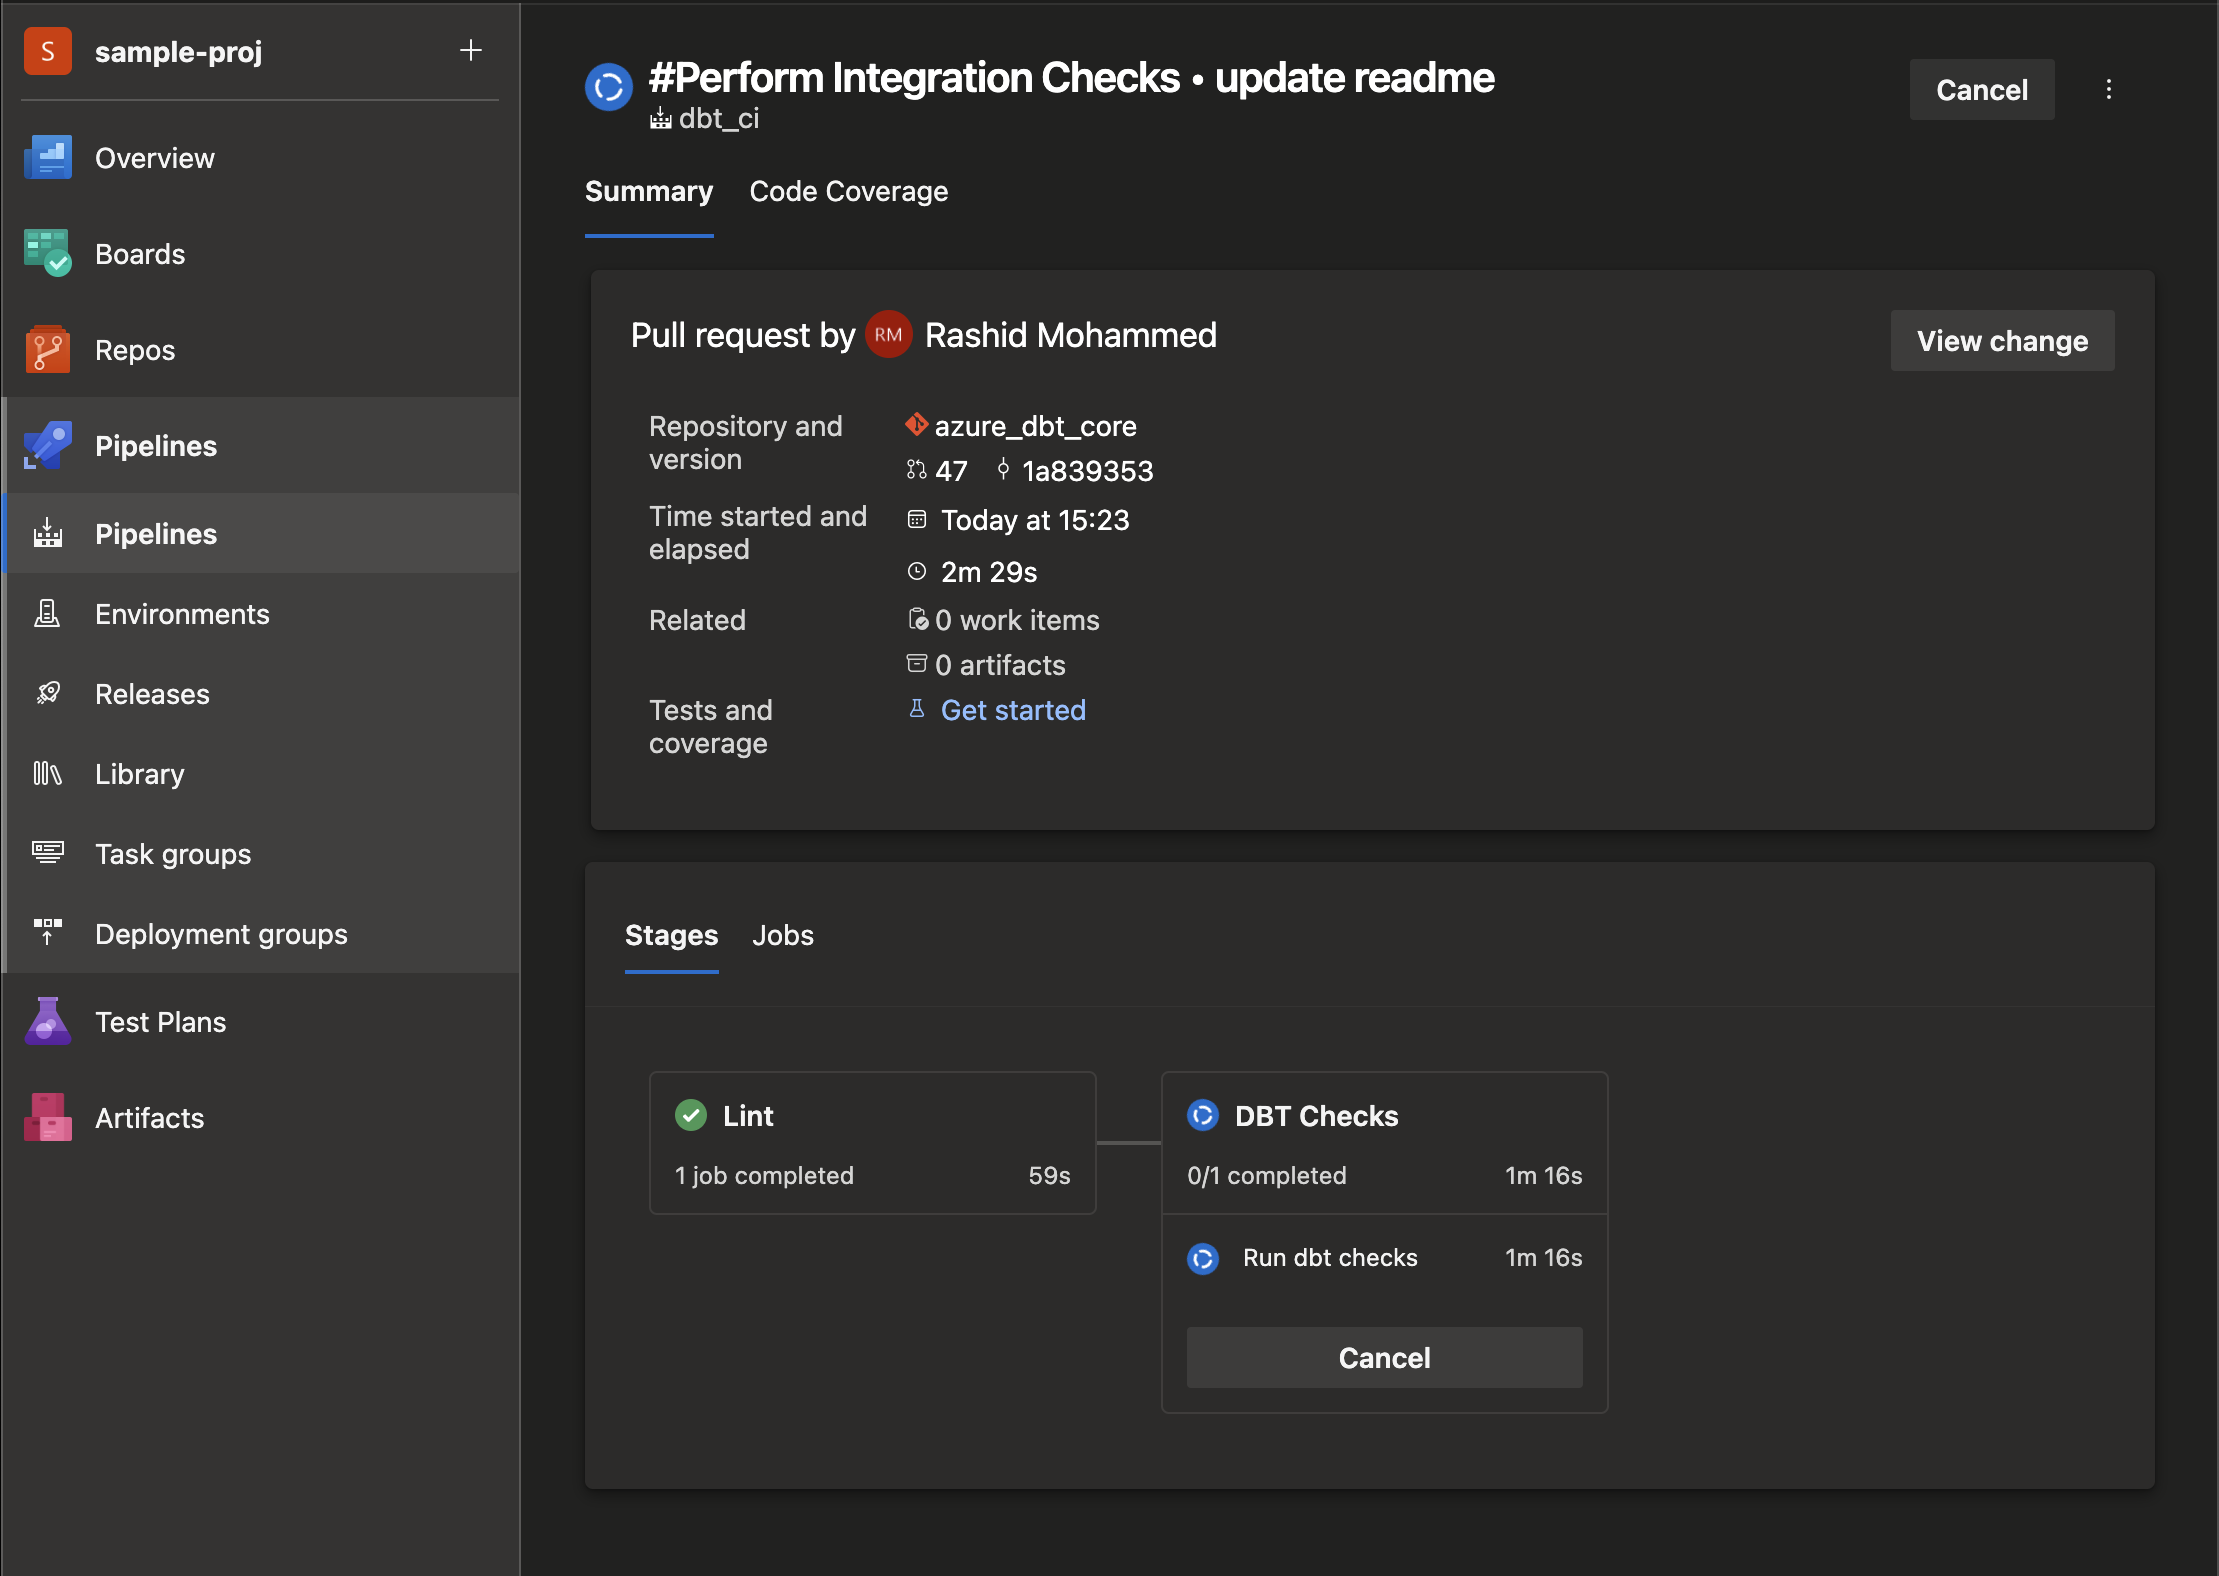 S sample-proj
Overview
Boards
Repos
Pipelines
Pipelines
Environments
Releases
Library
Task groups
Deployment groups
Test Plans
Artifacts
#Perform Integration Checks • update readme
dbt_ci
Cancel
Summary Code Coverage
Pull request by RM Rashid Mohammed
View change
Repository and
version
azure_dbt_core
47 1a839353
Time started and
elapsed
Today at 15:23
2m 29s
Related
0 work items
0 artifacts
Tests and
coverage
Get started
Stages Jobs
Lint
1 job completed 59s
DBT Checks
0/1 completed 1m 16s
Run dbt checks 1m 16s
Cancel